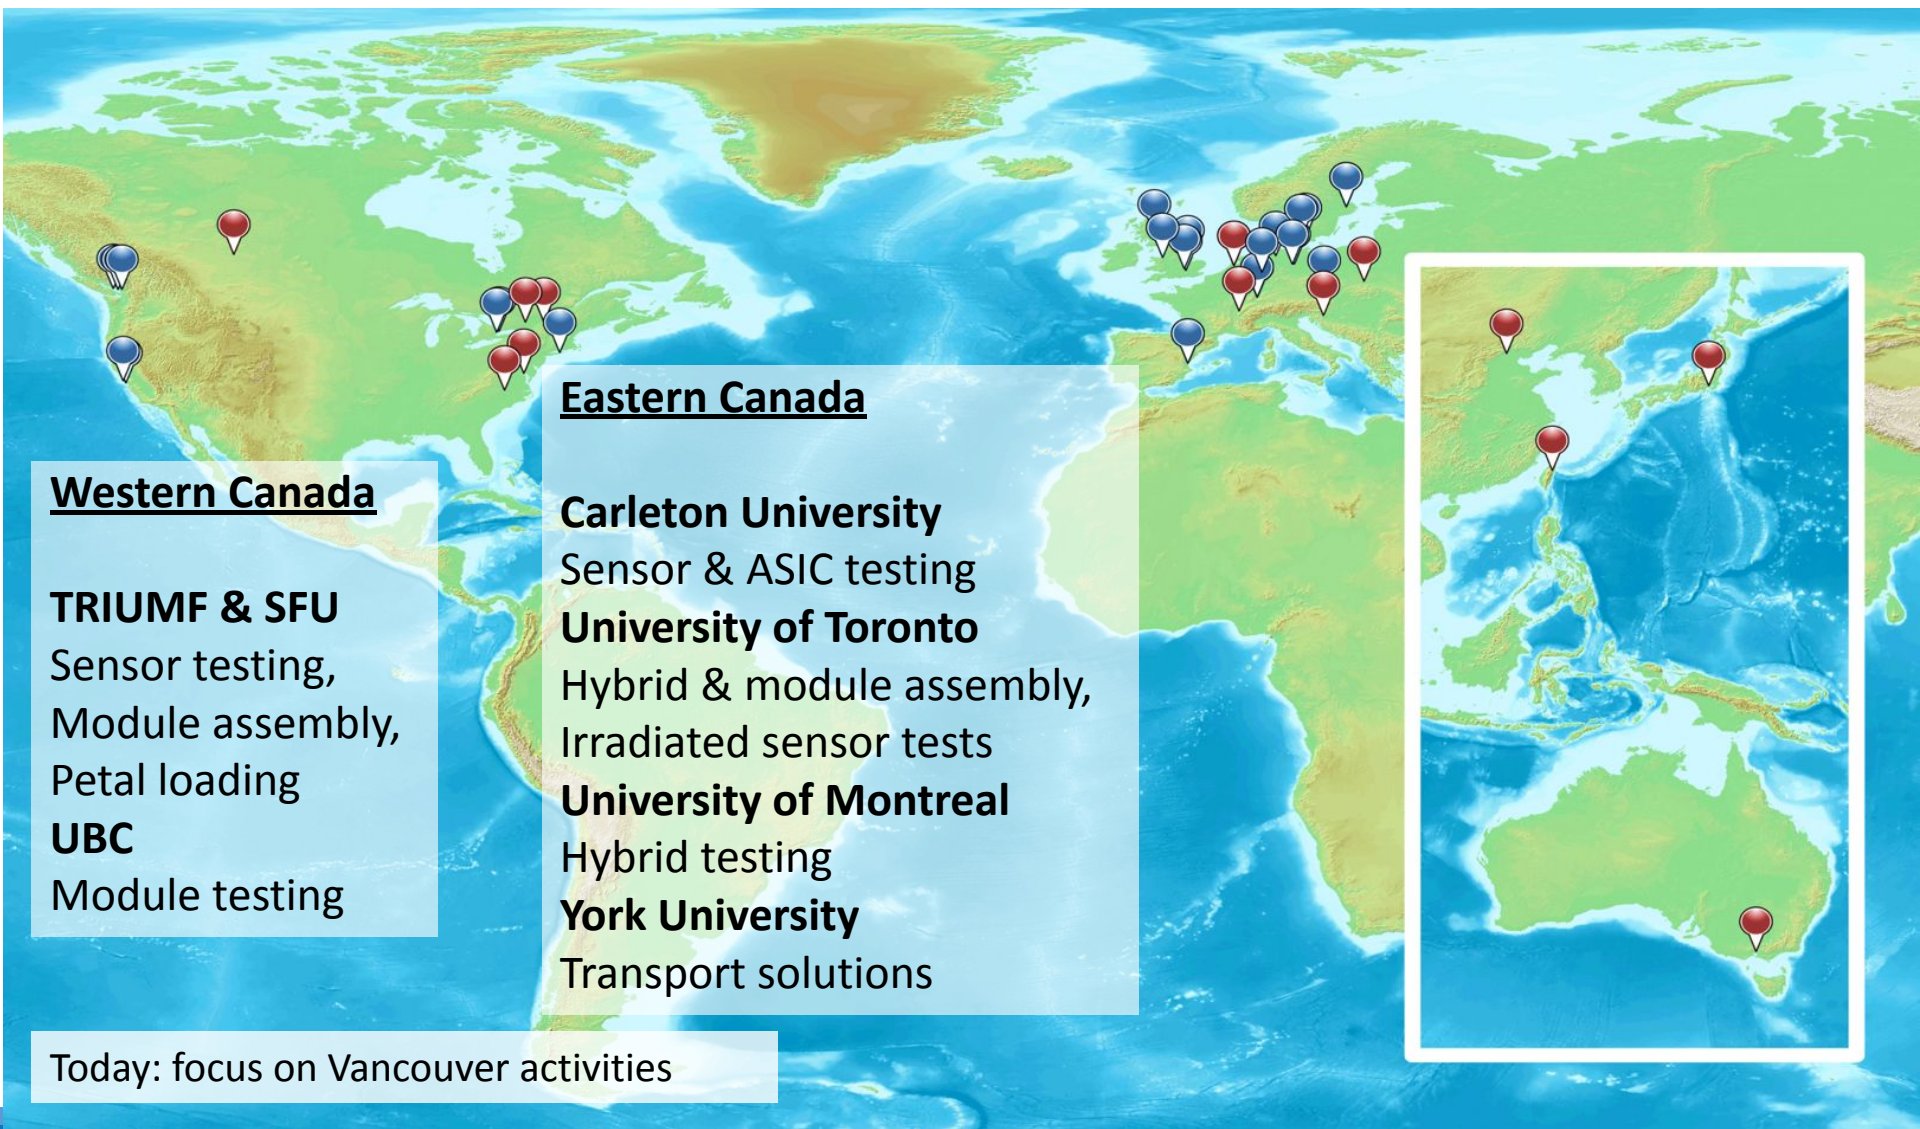 Western Canada
TRIUMF & SFU
Sensor testing,
Module assembly,
Petal loading
UBC
Module testing
Eastern Canada
Carleton University
Sensor & ASIC testing
University of Toronto
Hybrid & module assembly,
Irradiated sensor tests
University of Montreal
Hybrid testing
York University
Transport solutions
Today: focus on Vancouver activities